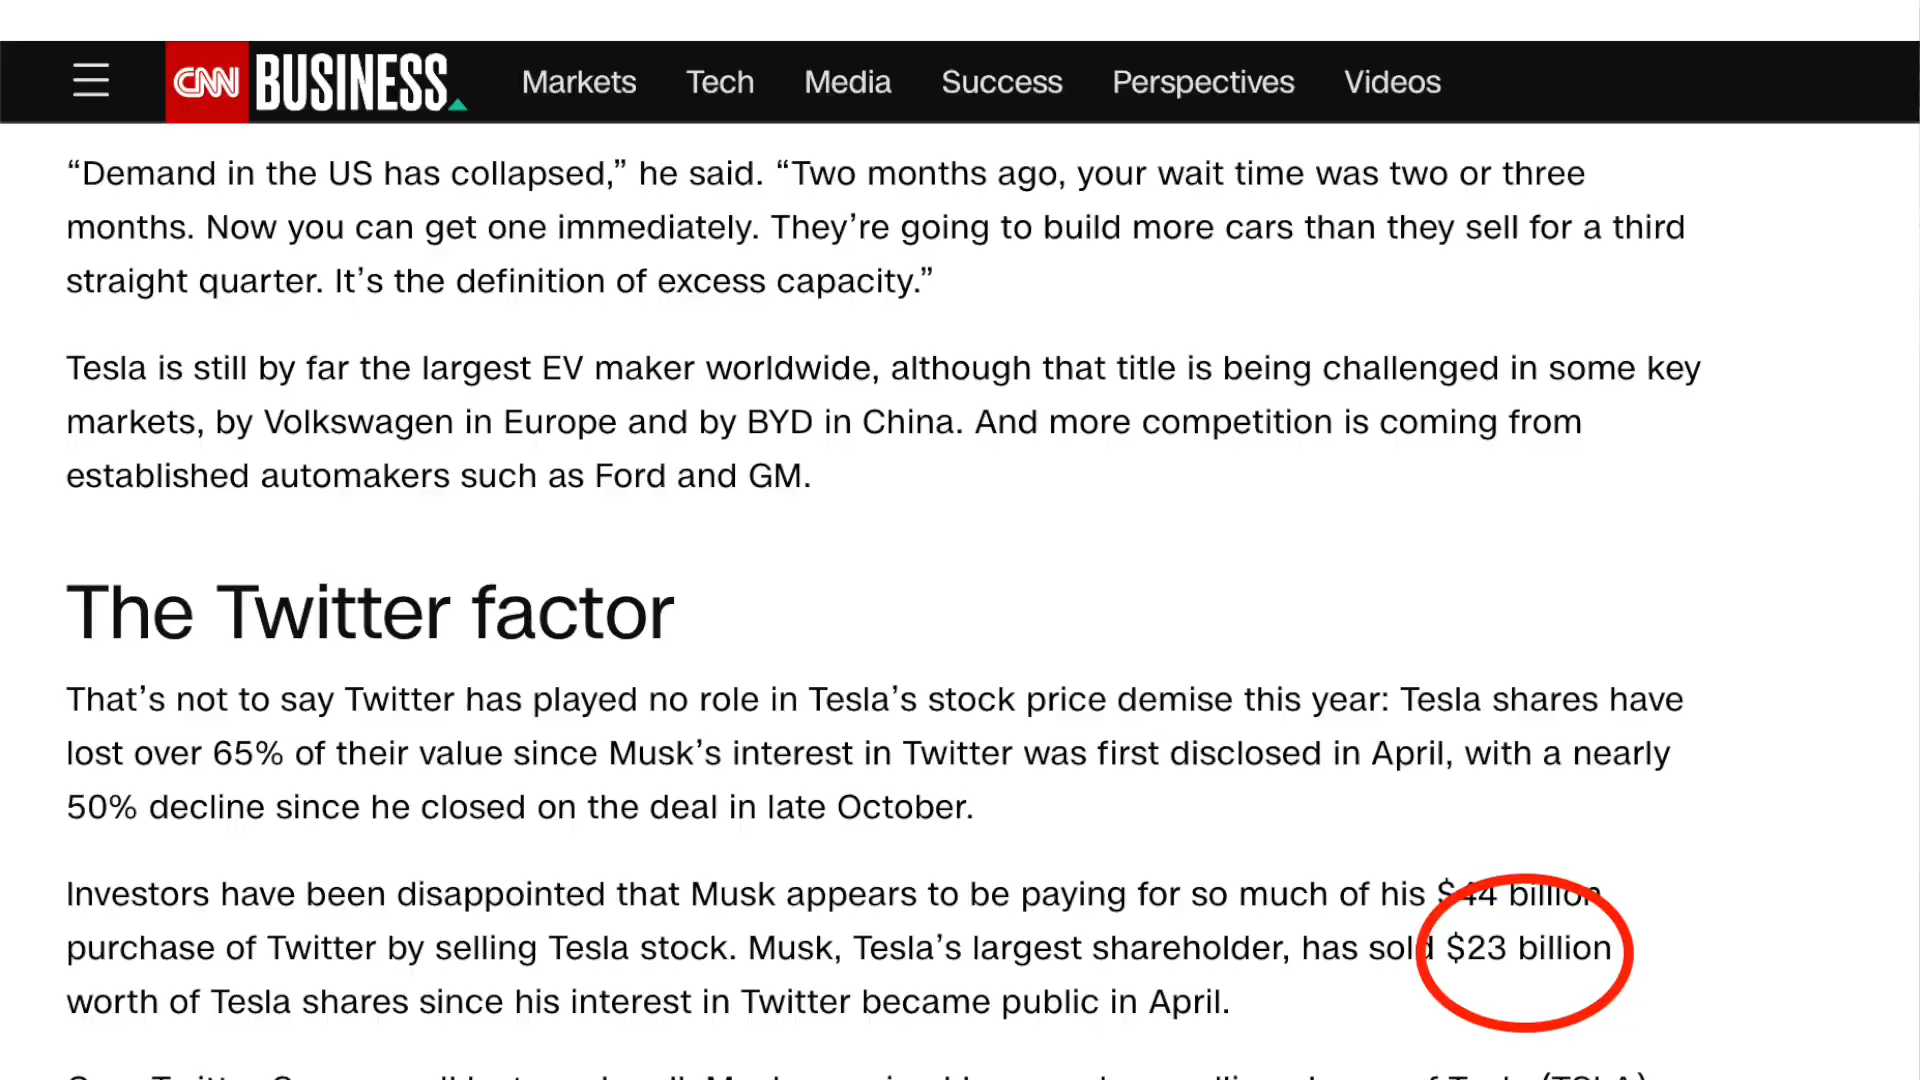 CNN BUSINESS Markets Tech Media Success Perspectives Videos
“Demand in the US has collapsed,” he said. “Two months ago, your wait time was two or three
months. Now you can get one immediately. They’re going to build more cars than they sell for a third
straight quarter. It’s the definition of excess capacity.”
Tesla is still by far the largest EV maker worldwide, although that title is being challenged in some key
markets, by Volkswagen in Europe and by BYD in China. And more competition is coming from
established automakers such as Ford and GM.
The Twitter factor
That’s not to say Twitter has played no role in Tesla’s stock price demise this year: Tesla shares have
lost over 65% of their value since Musk’s interest in Twitter was first disclosed in April, with a nearly
50% decline since he closed on the deal in late October.
Investors have been disappointed that Musk appears to be paying for so much of his $44 billion
purchase of Twitter by selling Tesla stock. Musk, Tesla’s largest shareholder, has sold $23 billion
worth of Tesla shares since his interest in Twitter became public in April.